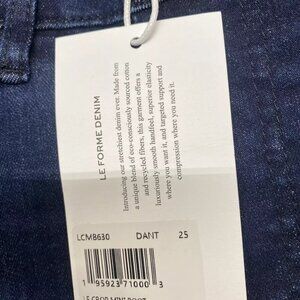 LE FORME DENIM
Introducing our stretchiest denim ever. Made from
a unique blend of eco-consciously sourced cotton
and recycled fibers, this garment offers a
luxuriously smooth handfeel, superior elasticity
where you want it, and targeted support and
compression where you need it.
LCMB630 DANT 25
1 95923 71000 3
LE CROP MINI BOOT